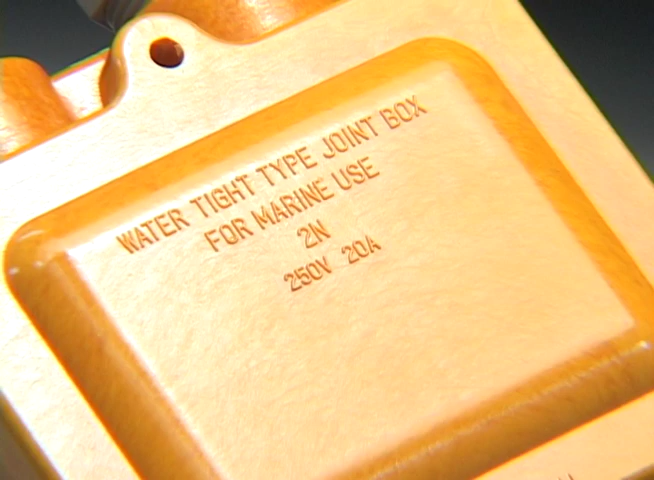 WATER TIGHT TYPE JOINT BOX
FOR MARINE USE
2N
250V 20A